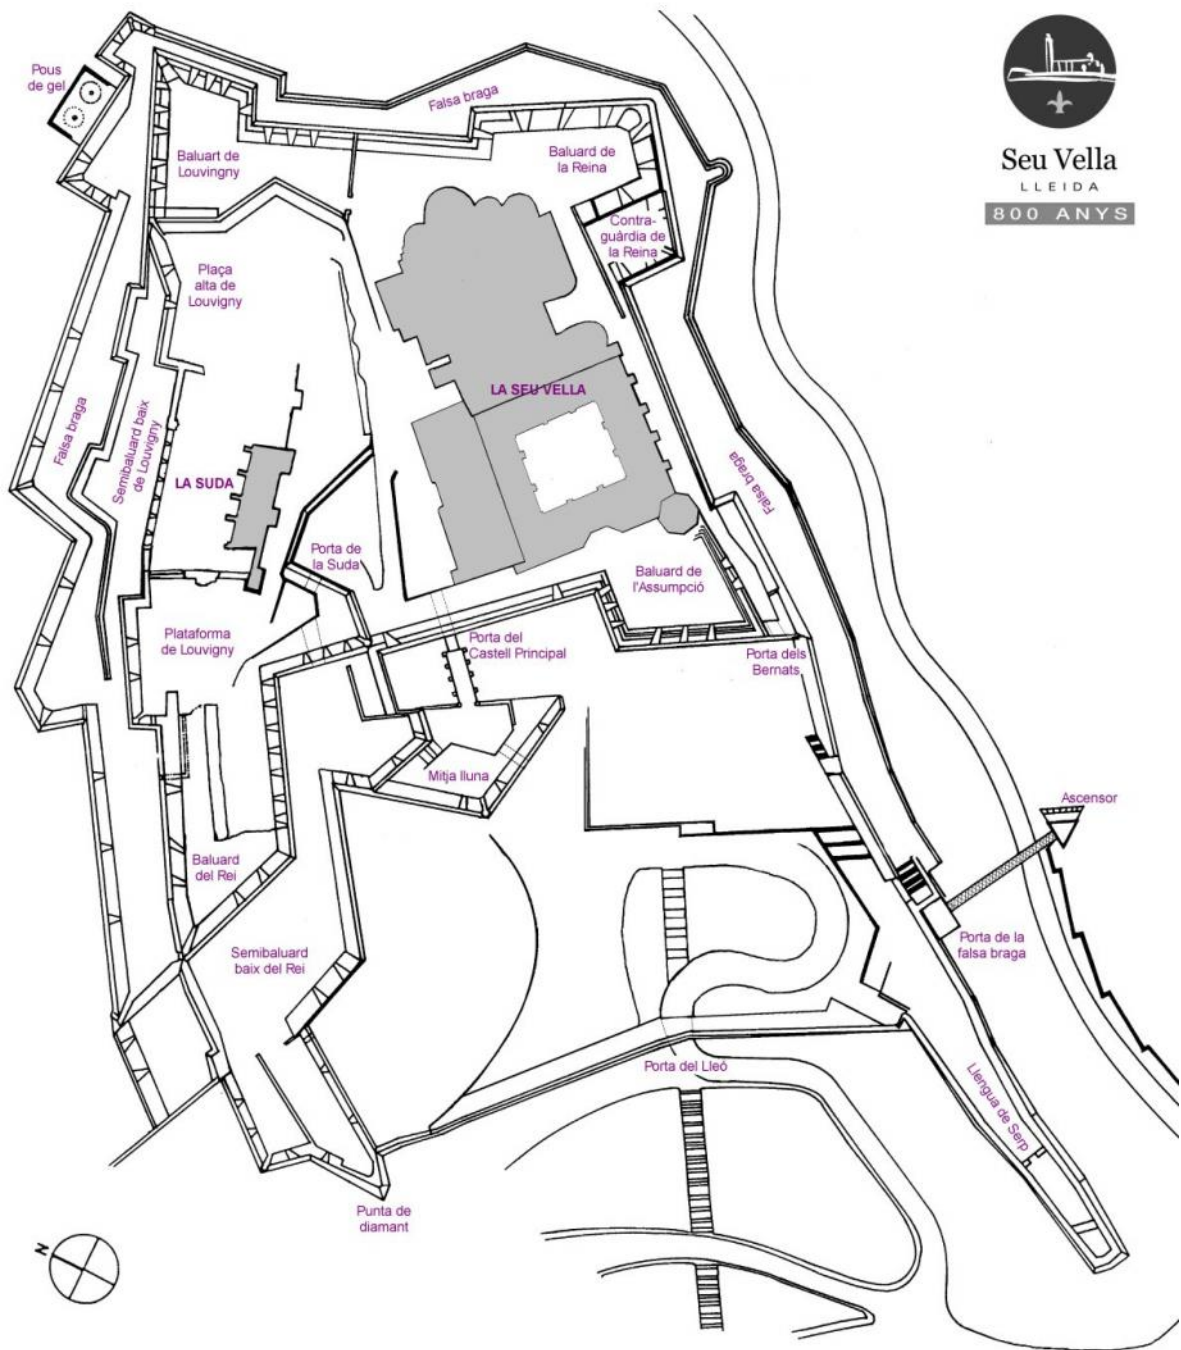 Seu Vella
LLEIDA
800 ANYS
Pous
de gel
Falsa braga
Baluart de
Louvingny
Baluard de
la Reina
Contra-
guàrdia de
la Reina
Plaça
alta de
Louvigny
LA SEU VELLA
Falsa braga
Semibaluard baix
de Louvigny
LA SUDA
Falsa braga
Porta de
la Suda
Baluard de
l'Assumpció
Plataforma
de Louvigny
Porta del
Castell Principal
Porta dels
Bernats
Mitja lluna
Ascensor
Baluard
del Rei
Semibaluard
baix del Rei
Porta de la
falsa braga
Porta del Lleó
Llengua de Serp
Punta de
diamant
N